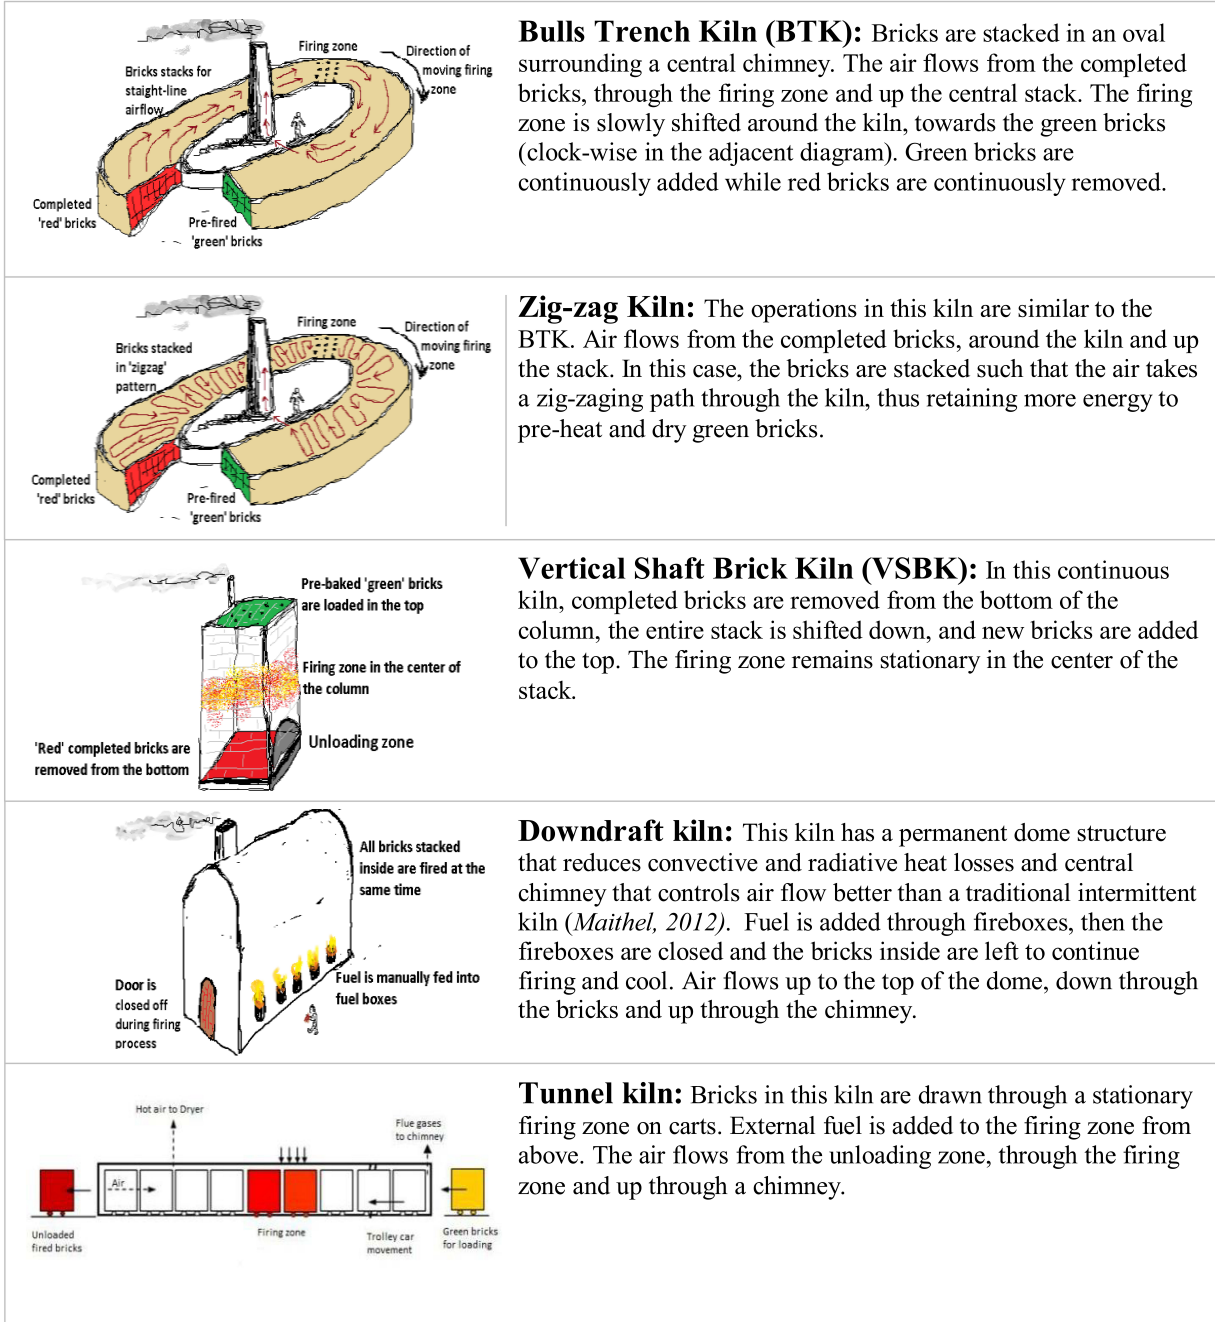 Firing zone
Direction of
moving firing
zone
Bricks stacks for
staight-line
airflow
Completed
'red' bricks
Pre-fired
'green' bricks
Bulls Trench Kiln (BTK): Bricks are stacked in an oval
surrounding a central chimney. The air flows from the completed
bricks, through the firing zone and up the central stack. The firing
zone is slowly shifted around the kiln, towards the green bricks
(clock-wise in the adjacent diagram). Green bricks are
continuously added while red bricks are continuously removed.
Firing zone
Direction of
moving firing
zone
Bricks stacked
in 'zigzag'
pattern
Completed
'red' bricks
Pre-fired
'green' bricks
Zig-zag Kiln: The operations in this kiln are similar to the
BTK. Air flows from the completed bricks, around the kiln and up
the stack. In this case, the bricks are stacked such that the air takes
a zig-zaging path through the kiln, thus retaining more energy to
pre-heat and dry green bricks.
Pre-baked 'green' bricks
are loaded in the top
Firing zone in the center of
the column
Unloading zone
'Red' completed bricks are
removed from the bottom
Vertical Shaft Brick Kiln (VSBK): In this continuous
kiln, completed bricks are removed from the bottom of the
column, the entire stack is shifted down, and new bricks are added
to the top. The firing zone remains stationary in the center of the
stack.
All bricks stacked
inside are fired at the
same time
Fuel is manually fed into
fuel boxes
Door is
closed off
during firing
process
Downdraft kiln: This kiln has a permanent dome structure
that reduces convective and radiative heat losses and central
chimney that controls air flow better than a traditional intermittent
kiln (Maithel, 2012). Fuel is added through fireboxes, then the
fireboxes are closed and the bricks inside are left to continue
firing and cool. Air flows up to the top of the dome, down through
the bricks and up through the chimney.
Hot air to Dryer
Flue gases
to chimney
Air
Unloaded
fired bricks
Firing zone
Trolley car
movement
Green bricks
for loading
Tunnel kiln: Bricks in this kiln are drawn through a stationary
firing zone on carts. External fuel is added to the firing zone from
above. The air flows from the unloading zone, through the firing
zone and up through a chimney.